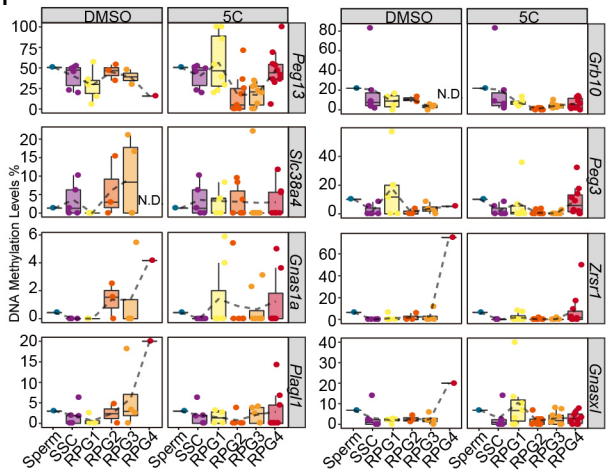 DMSO 5C DMSO 5C
100
75
50
25
0
Peg13
80
60
40
20
0
N.D
Grb10
20
15
10
5
0
N.D.
Slc38a4
40
20
0
Peg3
6
4
2
0
Gnas1a
60
40
20
0
Zrsr1
20
15
10
5
0
Plagl1
40
30
20
10
0
Gnasxl
DNA Methylation Levels %
Sperm SSC RPG1 RPG2 RPG3 RPG4 Sperm SSC RPG1 RPG2 RPG3 RPG4 Sperm SSC RPG1 RPG2 RPG3 RPG4 Sperm SSC RPG1 RPG2 RPG3 RPG4